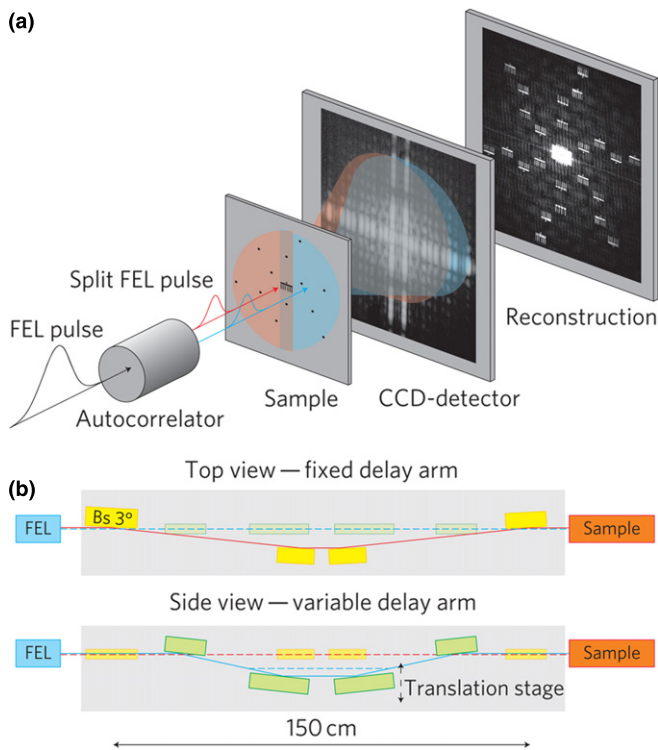 (a)
Split FEL pulse
FEL pulse
Autocorrelator
Sample
CCD-detector
Reconstruction
(b)
Top view — fixed delay arm
FEL
Bs 3°
Sample
Side view — variable delay arm
FEL
Sample
Translation stage
150 cm